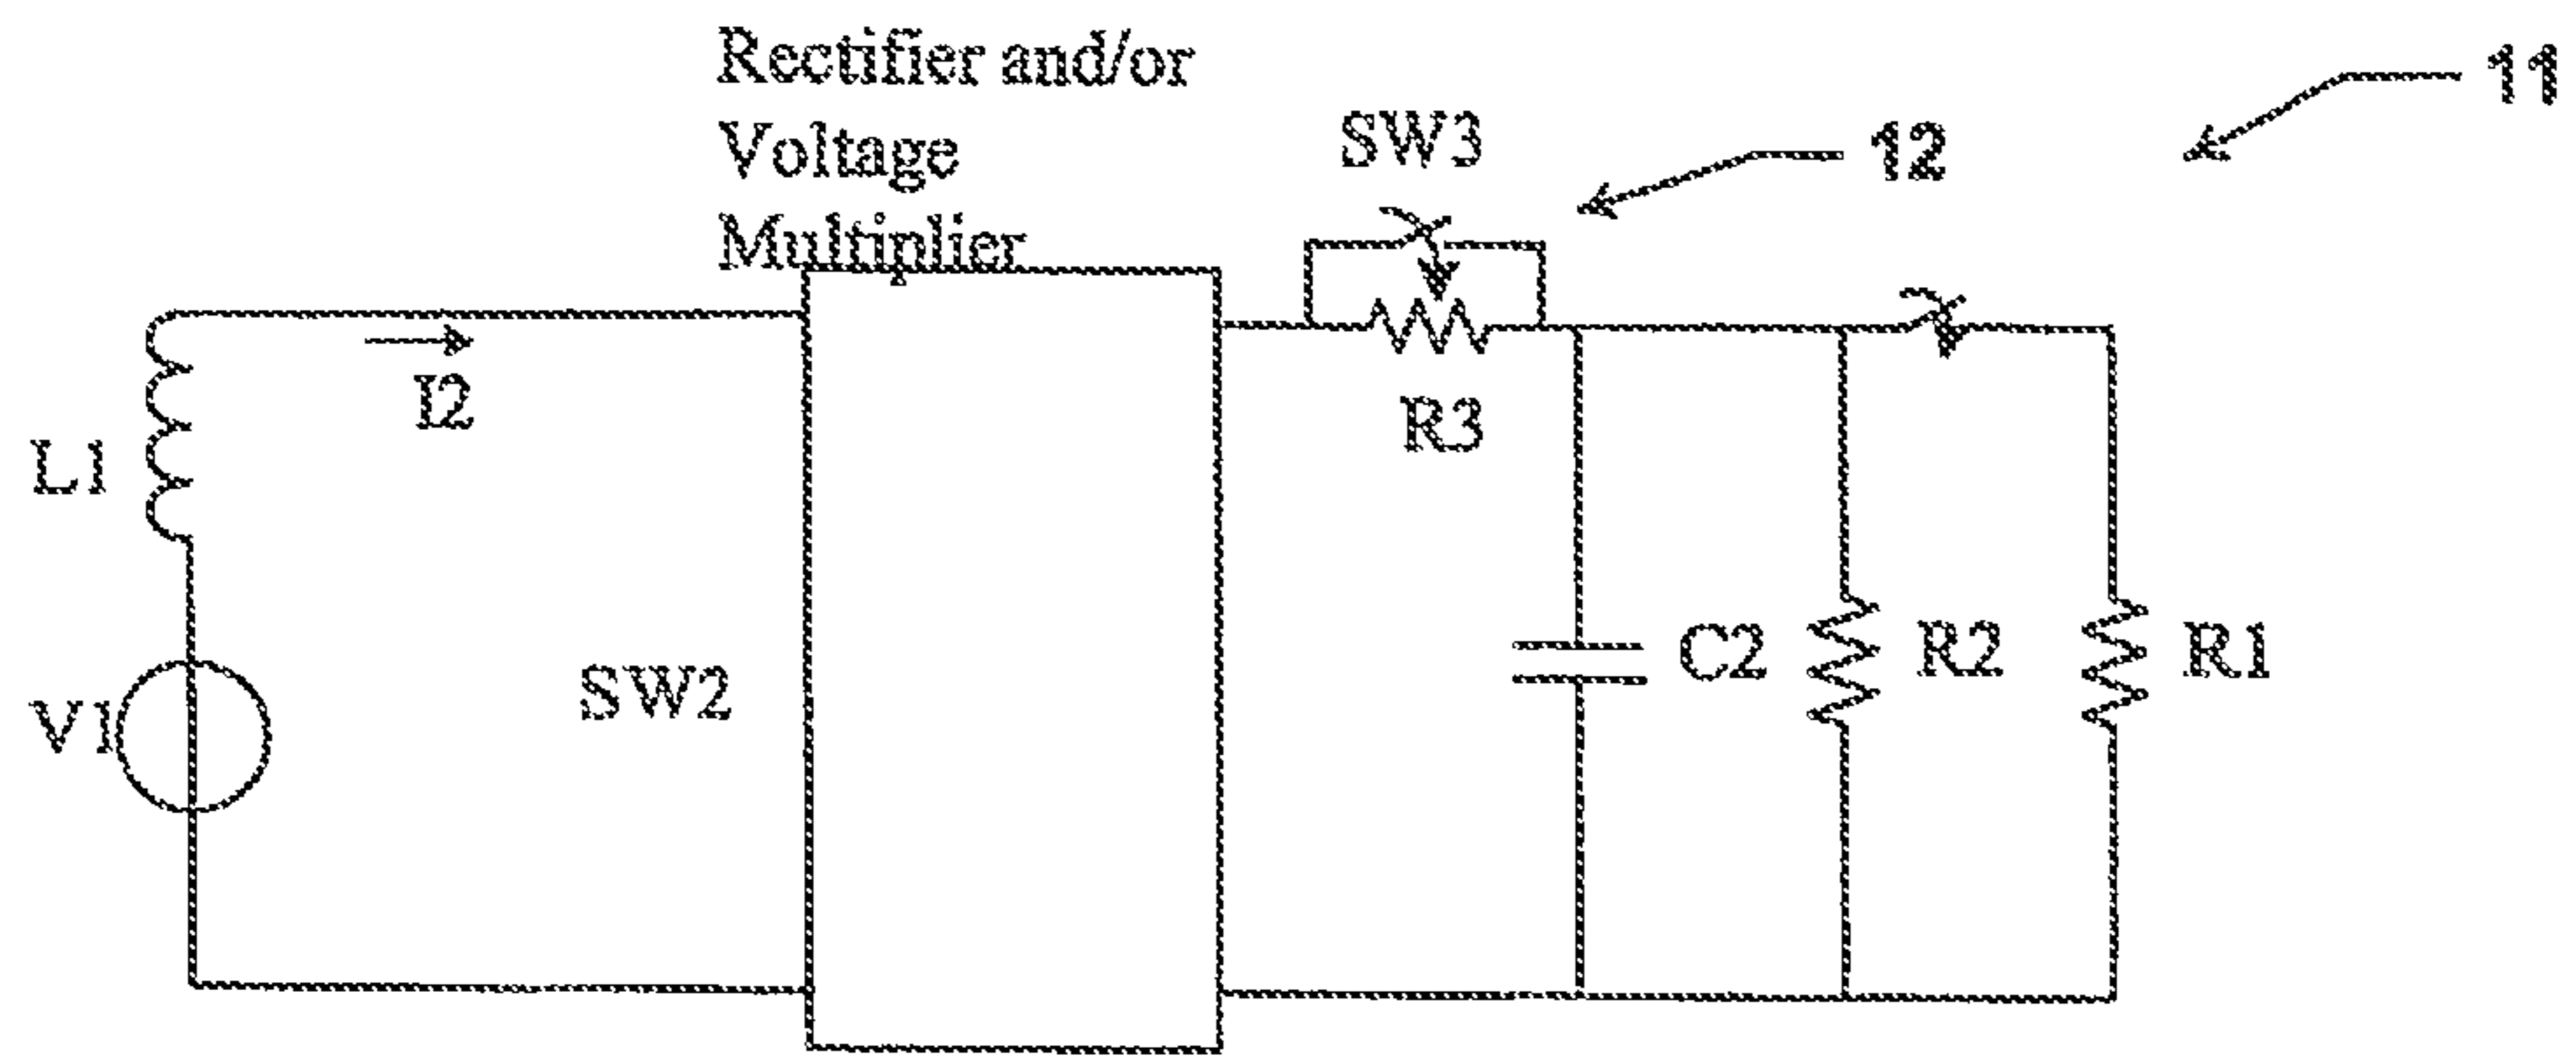 Rectifier and/or
Voltage
Multiplier
SW3
12
11
I2
R3
L1
V1
SW2
C2
R2
R1